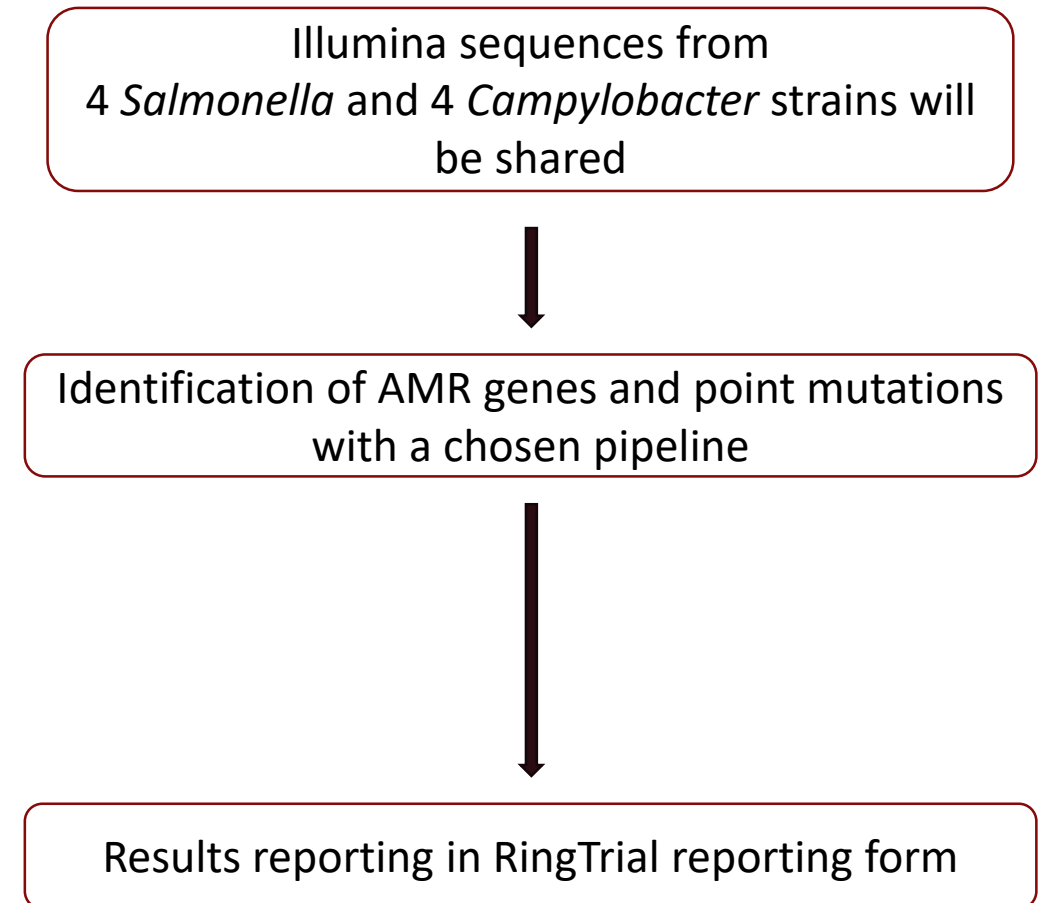 Illumina sequences from
4 Salmonella and 4 Campylobacter strains will
be shared
Identification of AMR genes and point mutations
with a chosen pipeline
Results reporting in RingTrial reporting form